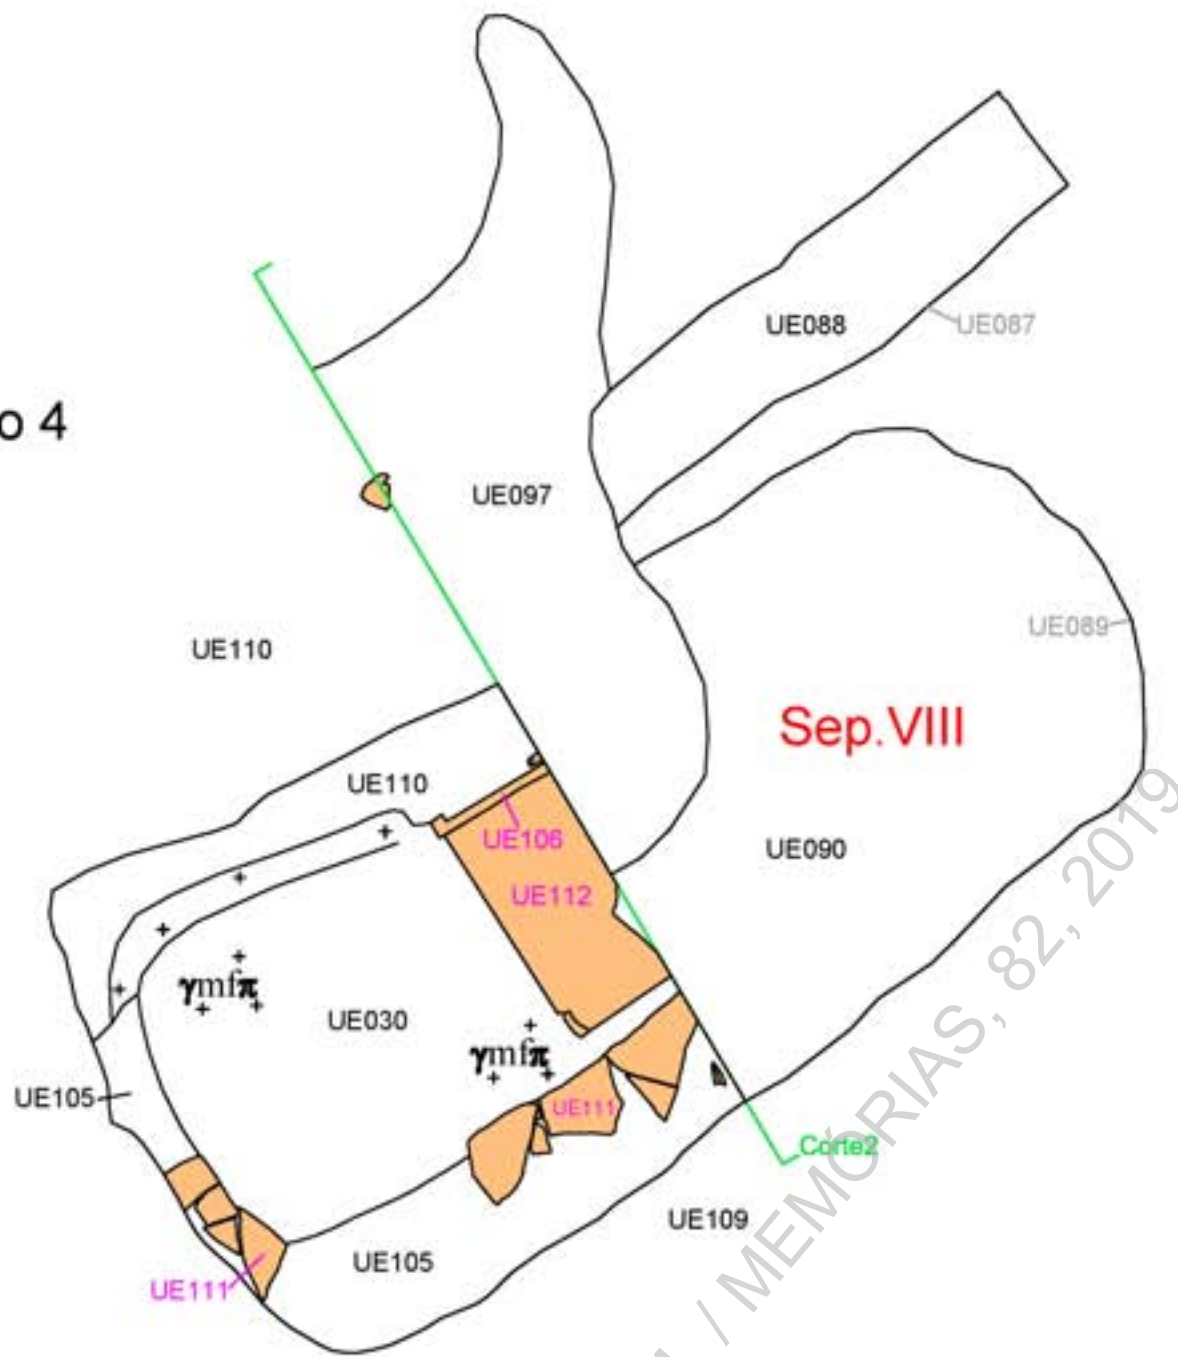 UE088
UE087
o 4
UE097
UE089
UE110
Sep.VIII
UE110
UE106
UE090
UE112
γmfπ
UE030
γmfπ
UE105
UE111
Corte2
UE109
UE105
UE111
/ MEMORIAS, 82, 2019